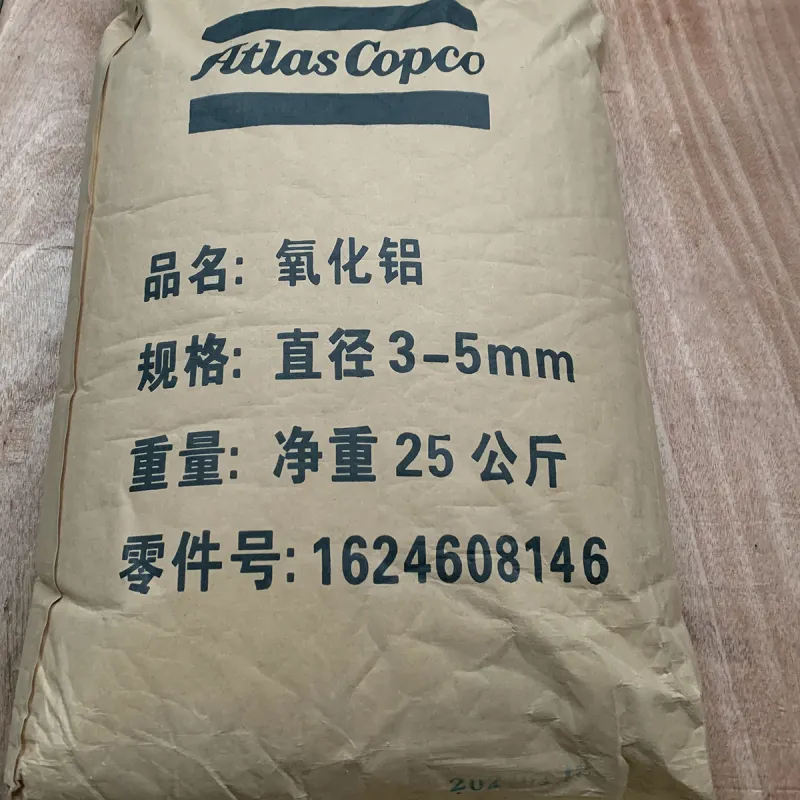 Atlas Copco
品名: 氧化铝
规格: 直径3-5mm
重量: 净重25公斤
零件号: 1624608146